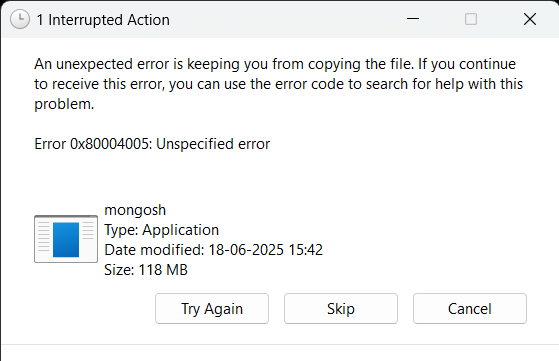 1 Interrupted Action
An unexpected error is keeping you from copying the file. If you continue
to receive this error, you can use the error code to search for help with this
problem.
Error 0x80004005: Unspecified error
mongosh
Type: Application
Date modified: 18-06-2025 15:42
Size: 118 MB
Try Again Skip Cancel